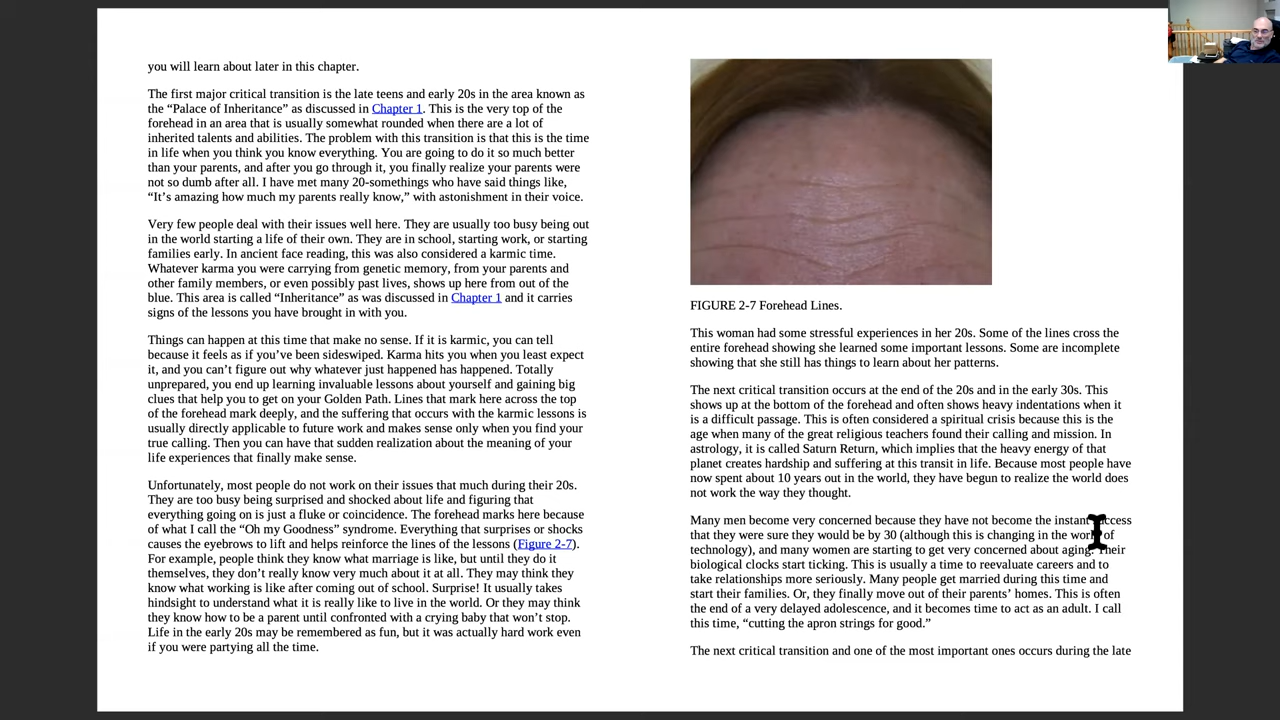 you will learn about later in this chapter.
The first major critical transition is the late teens and early 20s in the area known as
the “Palace of Inheritance” as discussed in Chapter 1. This is the very top of the
forehead in an area that is usually somewhat rounded when there are a lot of
inherited talents and abilities. The problem with this transition is that this is the time
in life when you think you know everything. You are going to do it so much better
than your parents, and after you go through it, you finally realize your parents were
not so dumb after all. I have met many 20-somethings who have said things like,
“It’s amazing how much my parents really know,” with astonishment in their voice.
Very few people deal with their issues well here. They are usually too busy being out
in the world starting a life of their own. They are in school, starting work, or starting
families early. In ancient face reading, this was also considered a karmic time.
Whatever karma you were carrying from genetic memory, from your parents and
other family members, or even possibly past lives, shows up here from out of the
blue. This area is called “Inheritance” as was discussed in Chapter 1 and it carries
signs of the lessons you have brought in with you.
Things can happen at this time that make no sense. If it is karmic, you can tell
because it feels as if you’ve been sideswiped. Karma hits you when you least expect
it, and you can’t figure out why whatever just happened has happened. Totally
unprepared, you end up learning invaluable lessons about yourself and gaining big
clues that help you to get on your Golden Path. Lines that mark here across the top
of the forehead mark deeply, and the suffering that occurs with the karmic lessons is
usually directly applicable to future work and makes sense only when you find your
true calling. Then you can have that sudden realization about the meaning of your
life experiences that finally make sense.
Unfortunately, most people do not work on their issues that much during their 20s.
They are too busy being surprised and shocked about life and figuring that
everything going on is just a fluke or coincidence. The forehead marks here because
of what I call the “Oh my Goodness” syndrome. Everything that surprises or shocks
causes the eyebrows to lift and helps reinforce the lines of the lessons (Figure 2-7).
For example, people think they know what marriage is like, but until they do it
themselves, they don’t really know very much about it at all. They may think they
know what working is like after coming out of school. Surprise! It usually takes
hindsight to understand what it is really like to live in the world. Or they may think
they know how to be a parent until confronted with a crying baby that won’t stop.
Life in the early 20s may be remembered as fun, but it was actually hard work even
if you were partying all the time.
FIGURE 2-7 Forehead Lines.
This woman had some stressful experiences in her 20s. Some of the lines cross the
entire forehead showing she learned some important lessons. Some are incomplete
showing that she still has things to learn about her patterns.
The next critical transition occurs at the end of the 20s and in the early 30s. This
shows up at the bottom of the forehead and often shows heavy indentations when it
is a difficult passage. This is often considered a spiritual crisis because this is the
age when many of the great religious teachers found their calling and mission. In
astrology, it is called Saturn Return, which implies that the heavy energy of that
planet creates hardship and suffering at this transit in life. Because most people have
now spent about 10 years out in the world, they have begun to realize the world does
not work the way they thought.
Many men become very concerned because they have not become the instant
that they were sure they would be by 30 (although this is changing in the world of
technology), and many women are starting to get very concerned about aging. Their
biological clocks start ticking. This is usually a time to reevaluate careers and to
take relationships more seriously. Many people get married during this time and
start their families. Or, they finally move out of their parents’ homes. This is often
the end of a very delayed adolescence, and it becomes time to act as an adult. I call
this time, “cutting the apron strings for good.”
The next critical transition and one of the most important ones occurs during the late